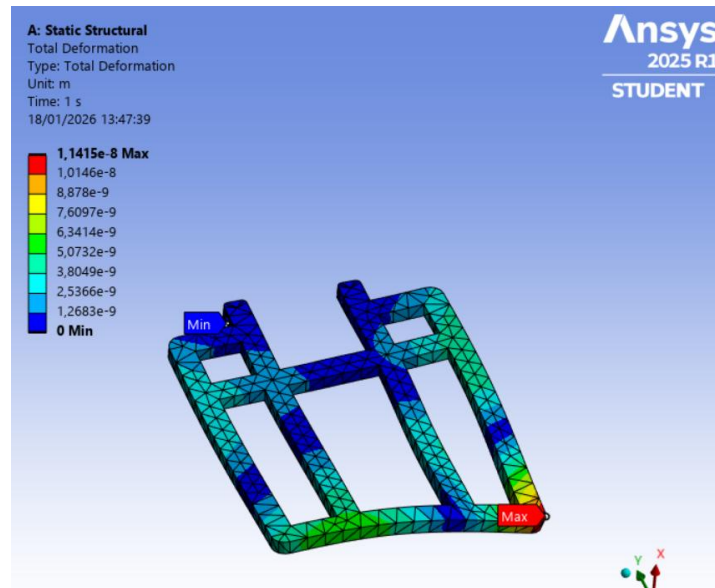 A: Static Structural
Total Deformation
Type: Total Deformation
Unit: m
Time: 1 s
18/01/2026 13:47:39
1,1415e-8 Max
1,0146e-8
8,878e-9
7,6097e-9
6,3414e-9
5,0732e-9
3,8049e-9
2,5366e-9
1,2683e-9
0 Min
Ansys
2025 R1
STUDENT
Min
Max
Y
X